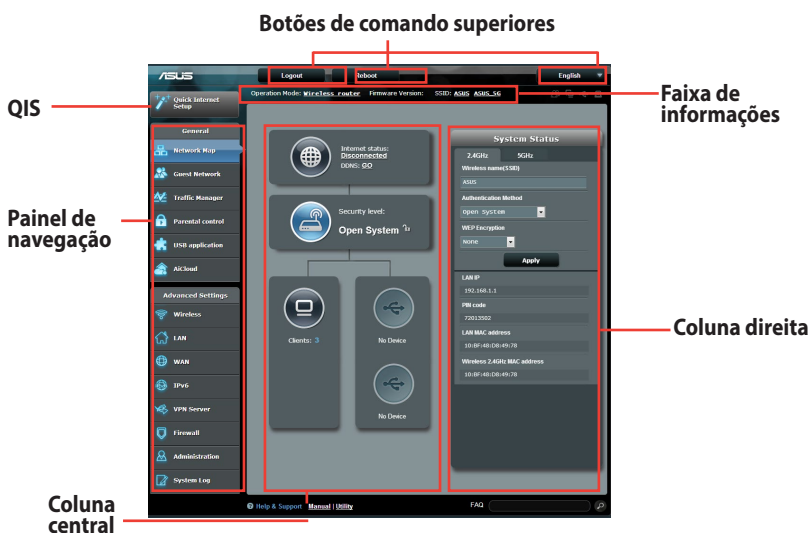 Botões de comando superiores
ASUS
Logout
Reboot
English
QIS
Quick Internet
Setup
Operation Mode: Wireless router Firmware Version: SSID: ASUS ASUS_5G
Faixa de
informações
General
Network Map
Guest Network
Traffic Manager
Parental control
USB application
AiCloud
Painel de
navegação
Advanced Settings
Wireless
LAN
WAN
IPv6
VPN Server
Firewall
Administration
System Log
Internet status:
Disconnected
DDNS: GO
Security level:
Open System
Clients: 3
No Device
No Device
System Status
2.4GHz 5GHz
Wireless name(SSID)
ASUS
Authentication Method
Open System
WEP Encryption
None
Apply
LAN IP
192.168.1.1
PIN code
72013502
LAN MAC address
10:BF:48:D8:49:78
Wireless 2.4GHz MAC address
10:BF:48:D8:49:78
Coluna direita
Coluna
central
Help & Support Manual | Utility
FAQ